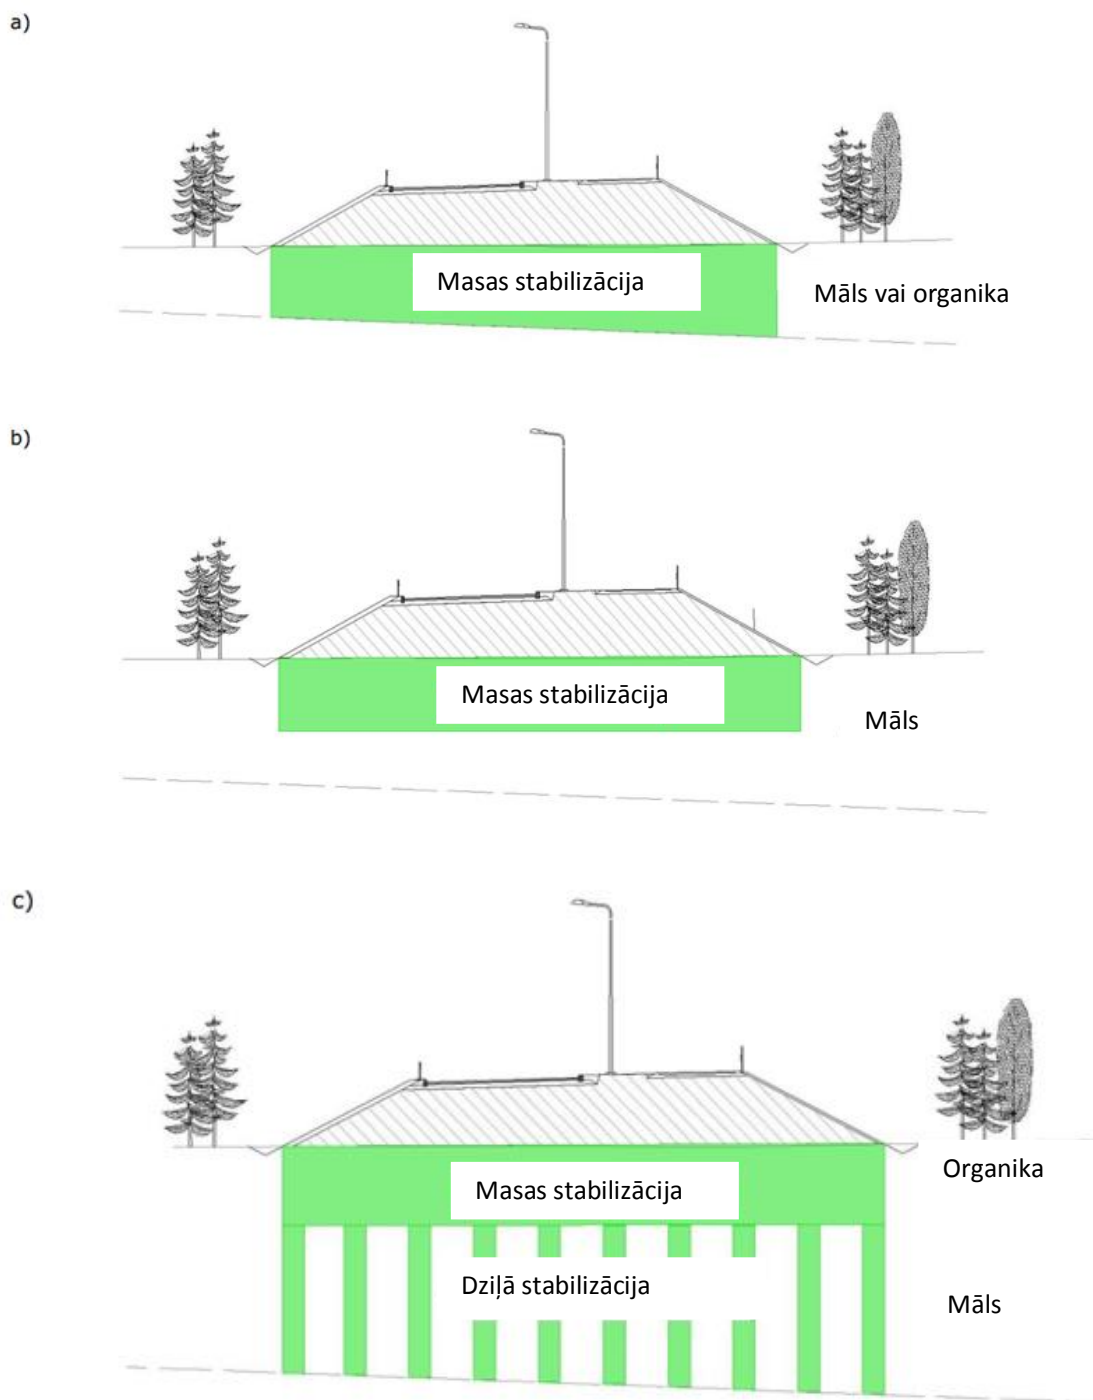 a)
Masas stabilizācija
Māls vai organika
b)
Masas stabilizācija
Māls
c)
Organika
Masas stabilizācija
Dziļā stabilizācija
Māls